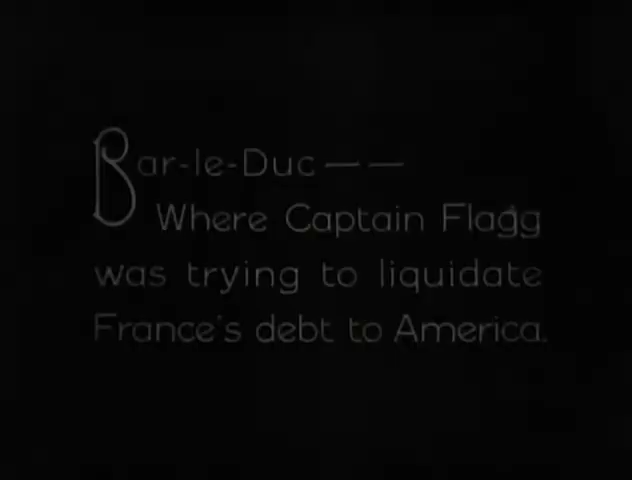 Bar-le-Duc — —
Where Captain Flagg
was trying to liquidate
France's debt to America.